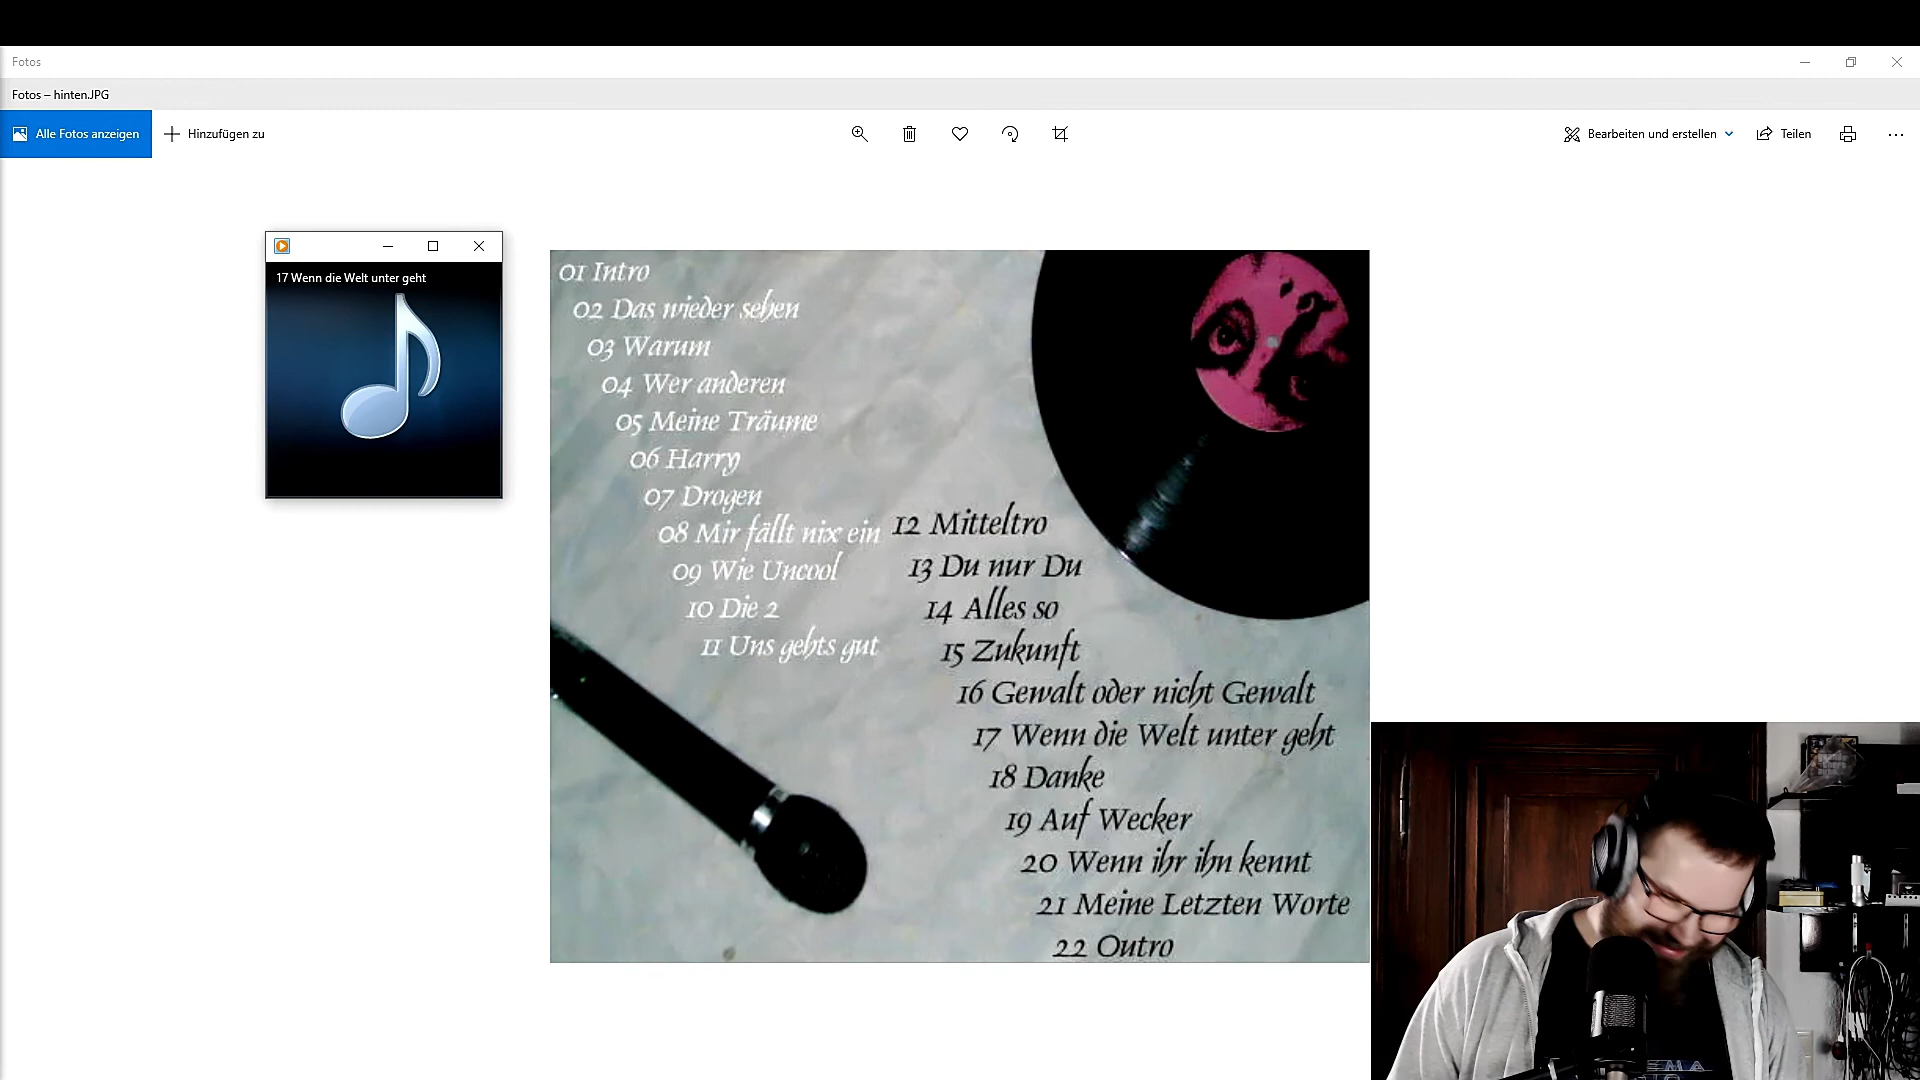 Fotos
Fotos – hinten.JPG
Alle Fotos anzeigen
Hinzufügen zu
Bearbeiten und erstellen
Teilen
17 Wenn die Welt unter geht
01 Intro
02 Das wieder sehen
03 Warum
04 Wer anderen
05 Meine Träume
06 Harry
07 Drogen
08 Mir fällt nix ein
09 Wie Uncool
10 Die 2
11 Uns gehts gut
12 Mitteltro
13 Du nur Du
14 Alles so
15 Zukunft
16 Gewalt oder nicht Gewalt
17 Wenn die Welt unter geht
18 Danke
19 Auf Wecker
20 Wenn ihr ihn kennt
21 Meine Letzten Worte
22 Outro